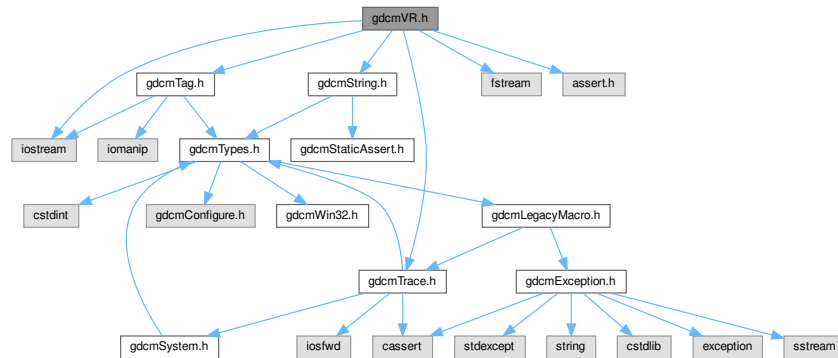 gdcmVR.h
gdcmTag.h
gdcmString.h
fstream
assert.h
iostream
iomanip
gdcmTypes.h
gdcmStaticAssert.h
cstdint
gdcmConfigure.h
gdcmWin32.h
gdcmLegacyMacro.h
gdcmTrace.h
gdcmException.h
gdcmSystem.h
iosfwd
cassert
stdexcept
string
cstdlib
exception
sstream